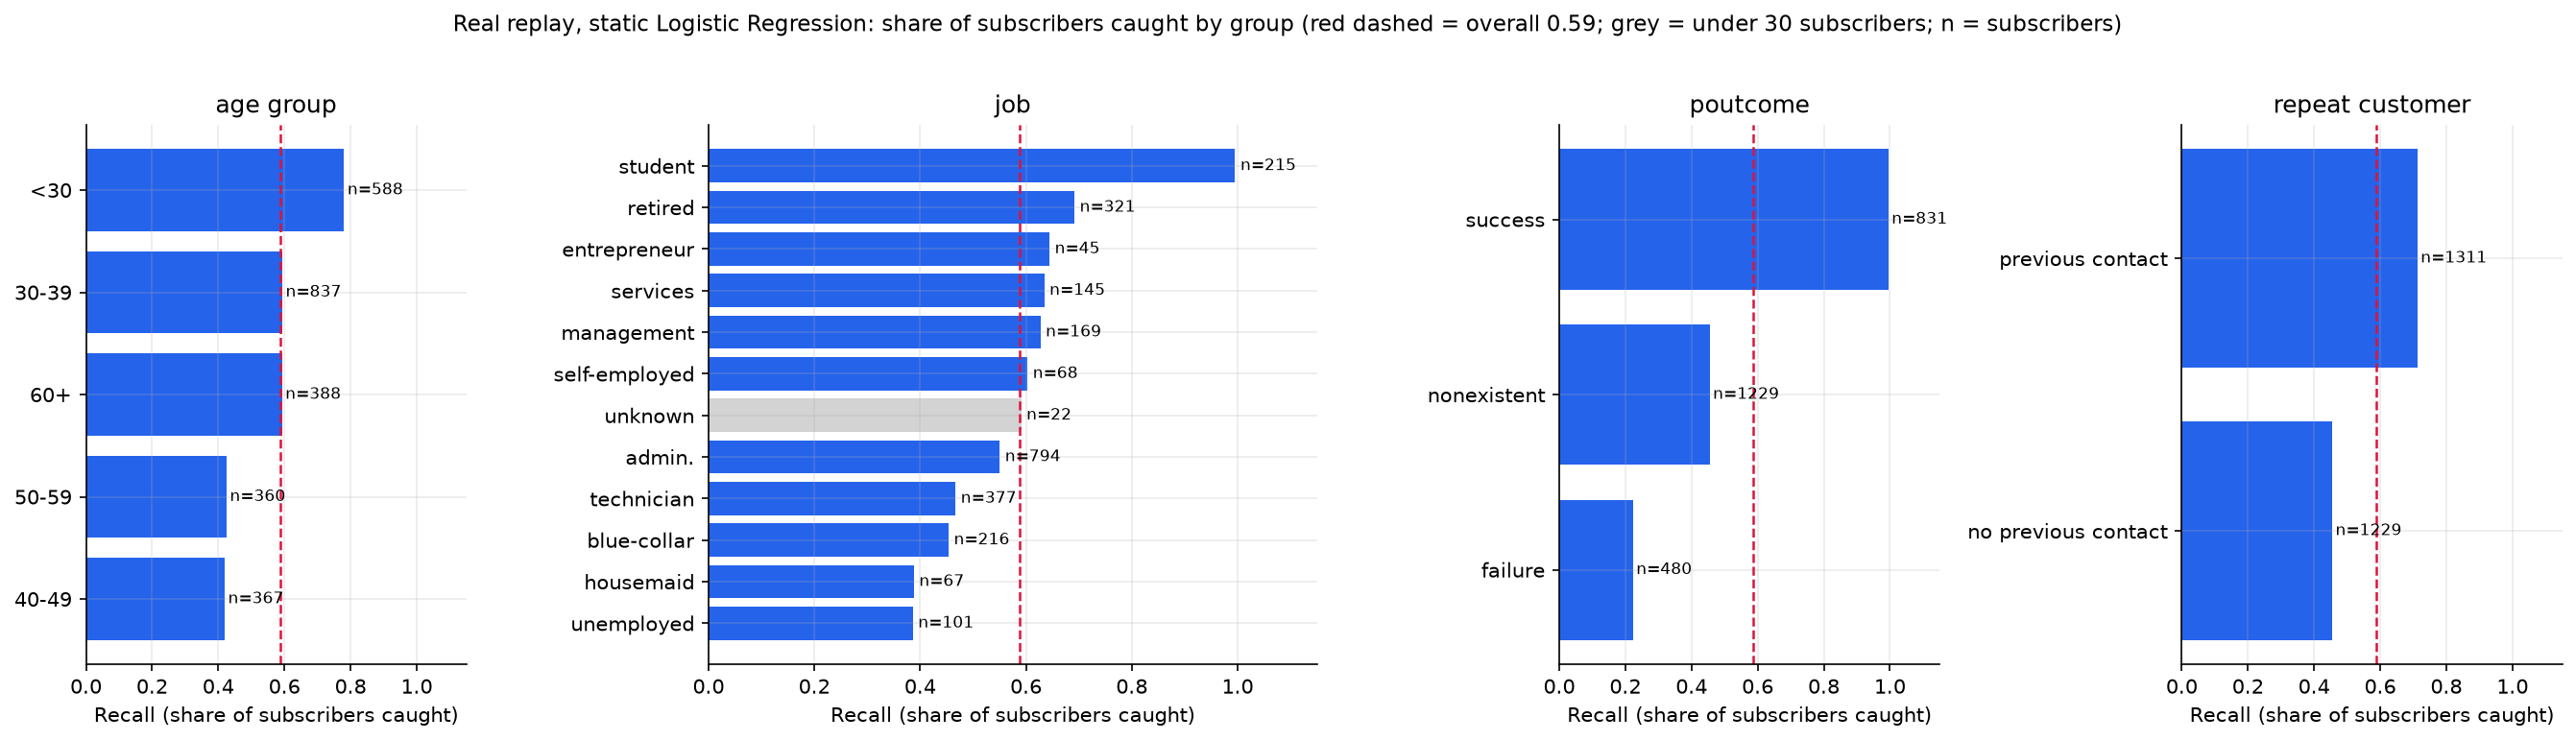 Real replay, static Logistic Regression: share of subscribers caught by group (red dashed = overall 0.59; grey = under 30 subscribers; n = subscribers)
age group
<30
n=588
30-39
n=837
60+
n=388
50-59
n=360
40-49
n=367
0.0 0.2 0.4 0.6 0.8 1.0
Recall (share of subscribers caught)
job
student
n=215
retired
n=321
entrepreneur
n=45
services
n=145
management
n=169
self-employed
n=68
unknown
n=22
admin.
n=794
technician
n=377
blue-collar
n=216
housemaid
n=67
unemployed
n=101
0.0 0.2 0.4 0.6 0.8 1.0
Recall (share of subscribers caught)
poutcome
success
n=831
nonexistent
n=1229
failure
n=480
0.0 0.2 0.4 0.6 0.8 1.0
Recall (share of subscribers caught)
repeat customer
previous contact
n=1311
no previous contact
n=1229
0.0 0.2 0.4 0.6 0.8 1.0
Recall (share of subscribers caught)